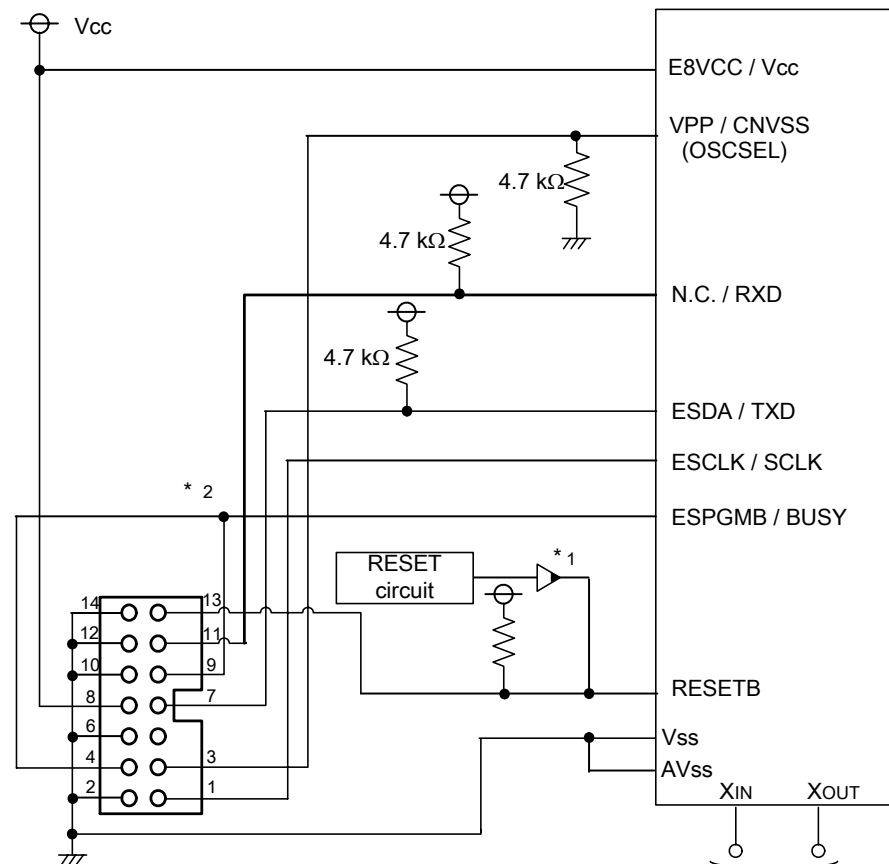 Vcc
E8VCC / Vcc
VPP / CNVSS
(OSCSEL)
4.7 kΩ
4.7 kΩ
N.C. / RXD
4.7 kΩ
ESDA / TXD
ESCLK / SCLK
* 2
ESPGMB / BUSY
* 1
RESET
circuit
14 13
12 11
10 9
8 7
RESETB
6
Vss
4 3
AVss
2 1
XIN XOUT